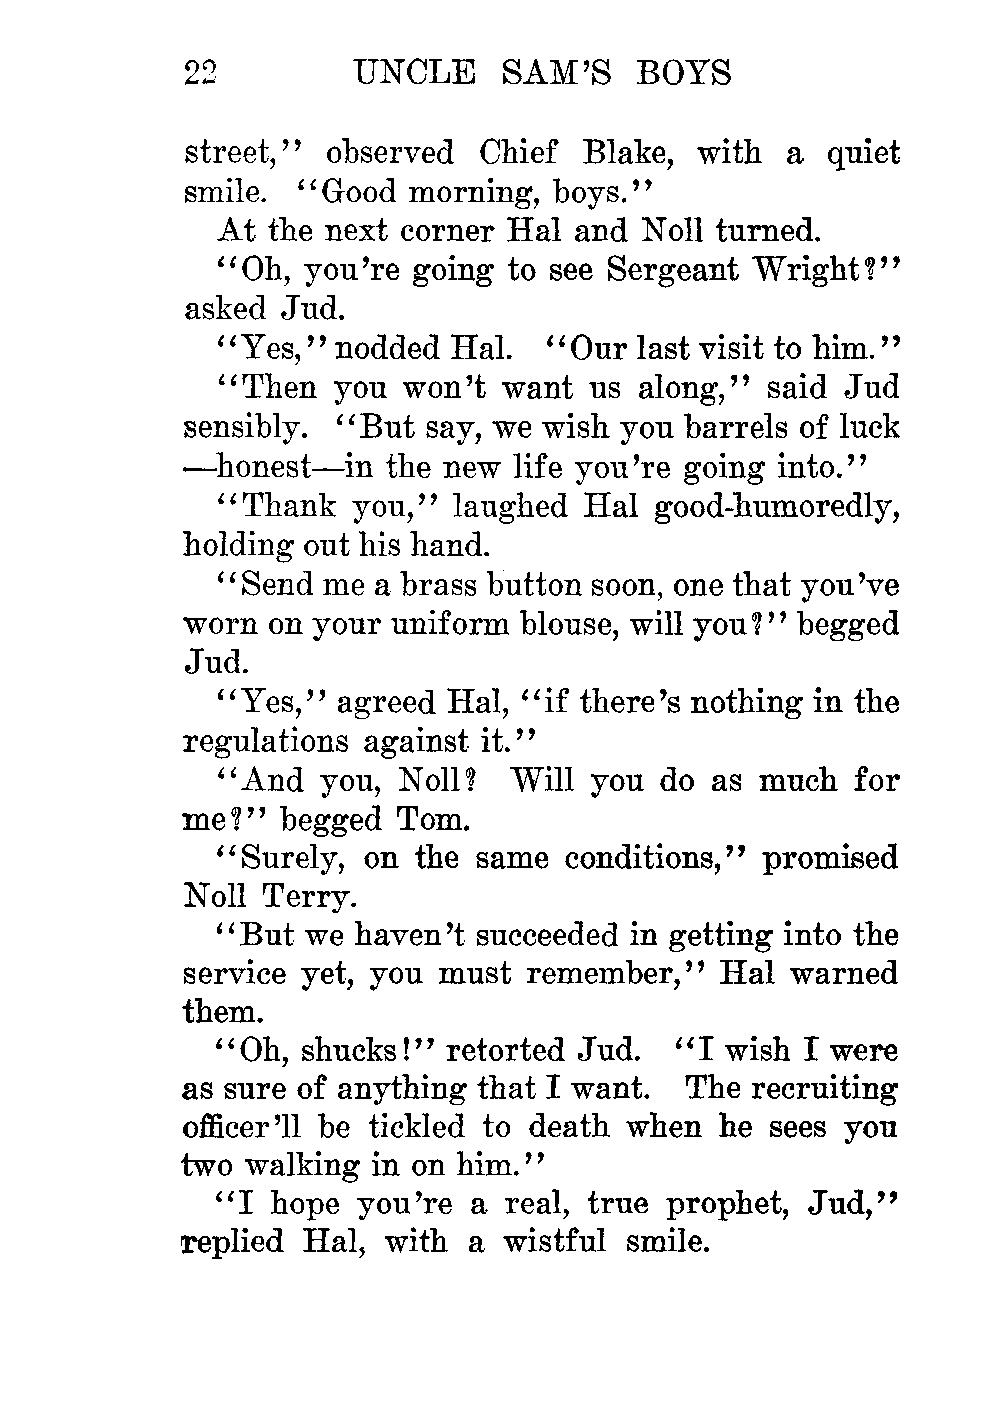 22 UNCLE SAM'S BOYS
street," observed Chief Blake, with a quiet
smile. "Good morning, boys."
At the next corner Hal and Noll turned.
"Oh, you're going to see Sergeant Wright?"
asked Jud.
"Yes," nodded Hal. "Our last visit to him."
"Then you won't want us along," said Jud
sensibly. "But say, we wish you barrels of luck
—honest—in the new life you're going into."
"Thank you," laughed Hal good-humoredly,
holding out his hand.
"Send me a brass button soon, one that you've
worn on your uniform blouse, will you?" begged
Jud.
"Yes," agreed Hal, "if there's nothing in the
regulations against it."
"And you, Noll? Will you do as much for
me?" begged Tom.
"Surely, on the same conditions," promised
Noll Terry.
"But we haven't succeeded in getting into the
service yet, you must remember," Hal warned
them.
"Oh, shucks!" retorted Jud. "I wish I were
as sure of anything that I want. The recruiting
officer'll be tickled to death when he sees you
two walking in on him."
"I hope you're a real, true prophet, Jud,"
replied Hal, with a wistful smile.